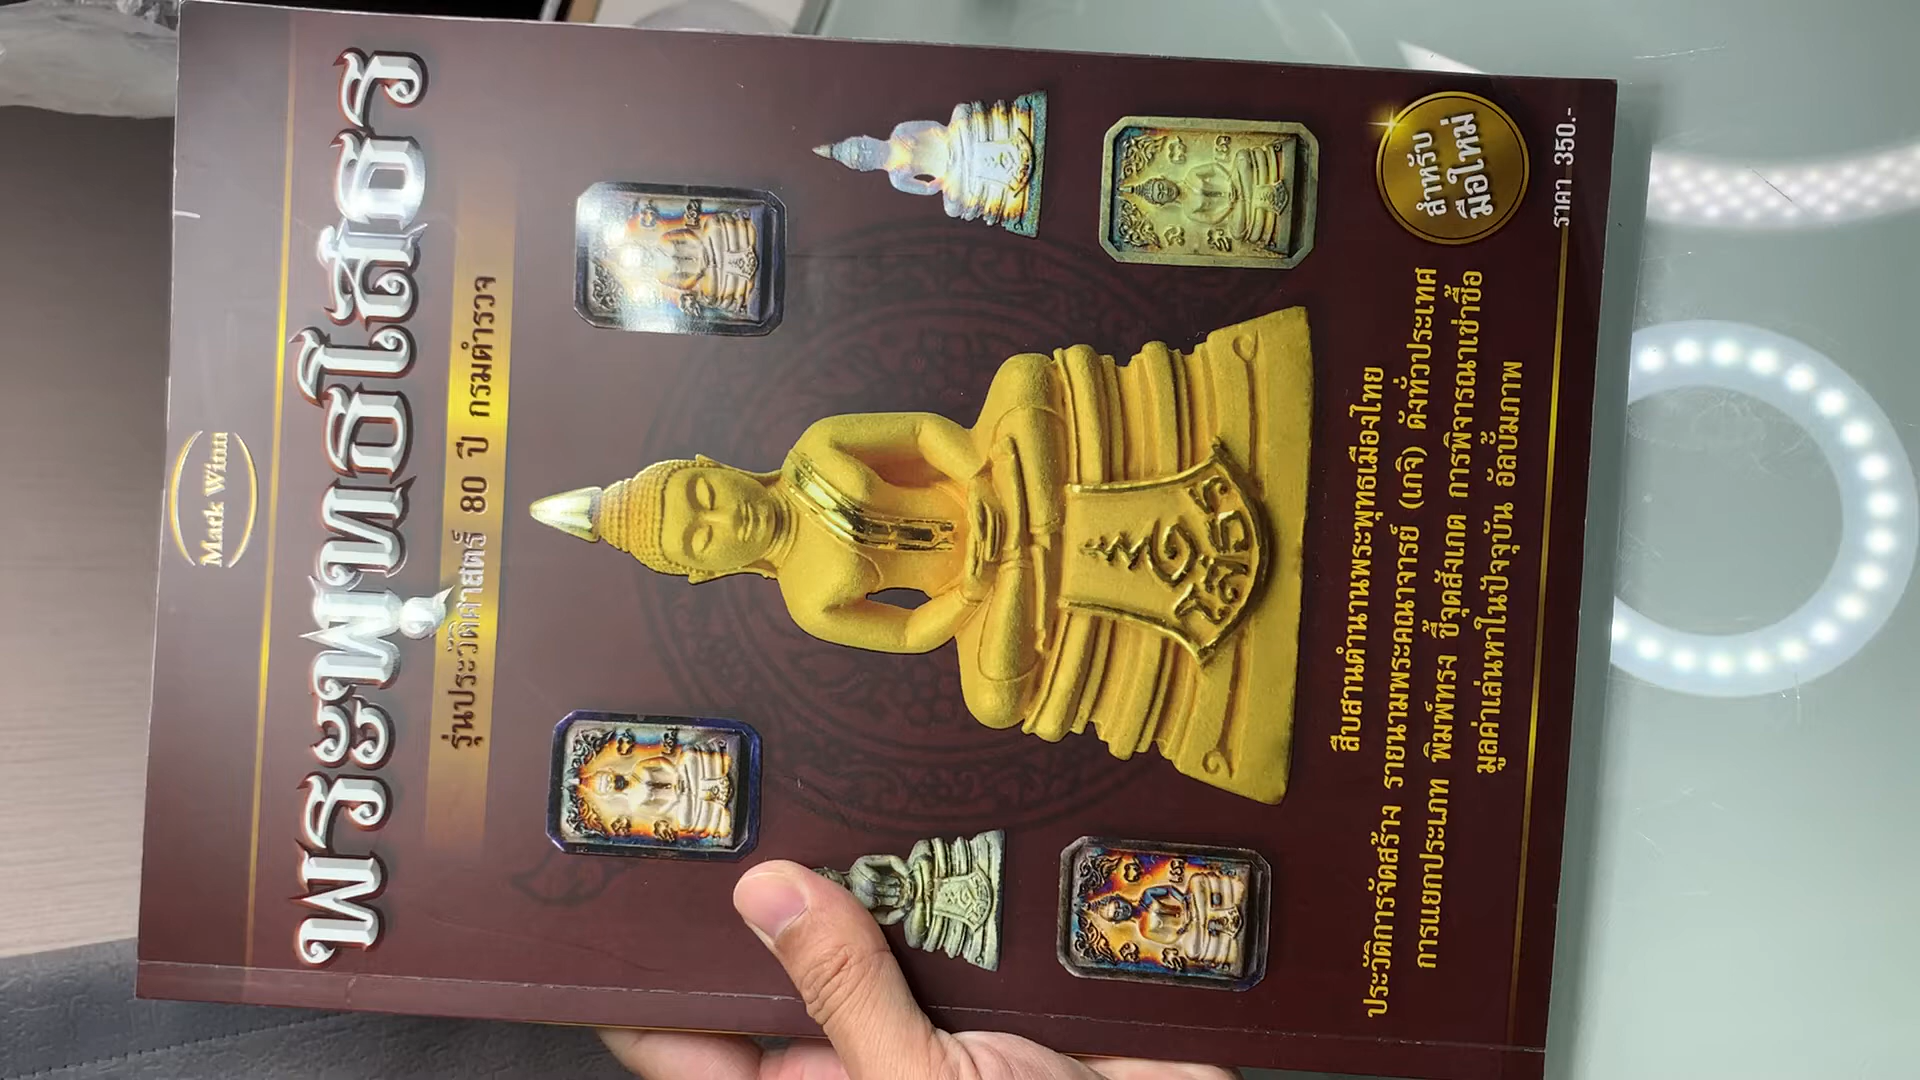 Mark Winn
พระพุทธโสธร
รุ่นประวัติศาสตร์ 80 ปี กรมตำรวจ
โสธร
สืบสานตำนานพระพุทธเมืองไทย
ประวัติการจัดสร้าง รายนามพระคณาจารย์ (เกจิ) ดังทั่วประเทศ
การแยกประเภท พิมพ์ทรง ชี้จุดสังเกต การพิจารณาเช่าซื้อ
มูลค่าเล่นหาในปัจจุบัน อัลบั้มภาพ
สำหรับ
มือใหม่
ราคา 350.-